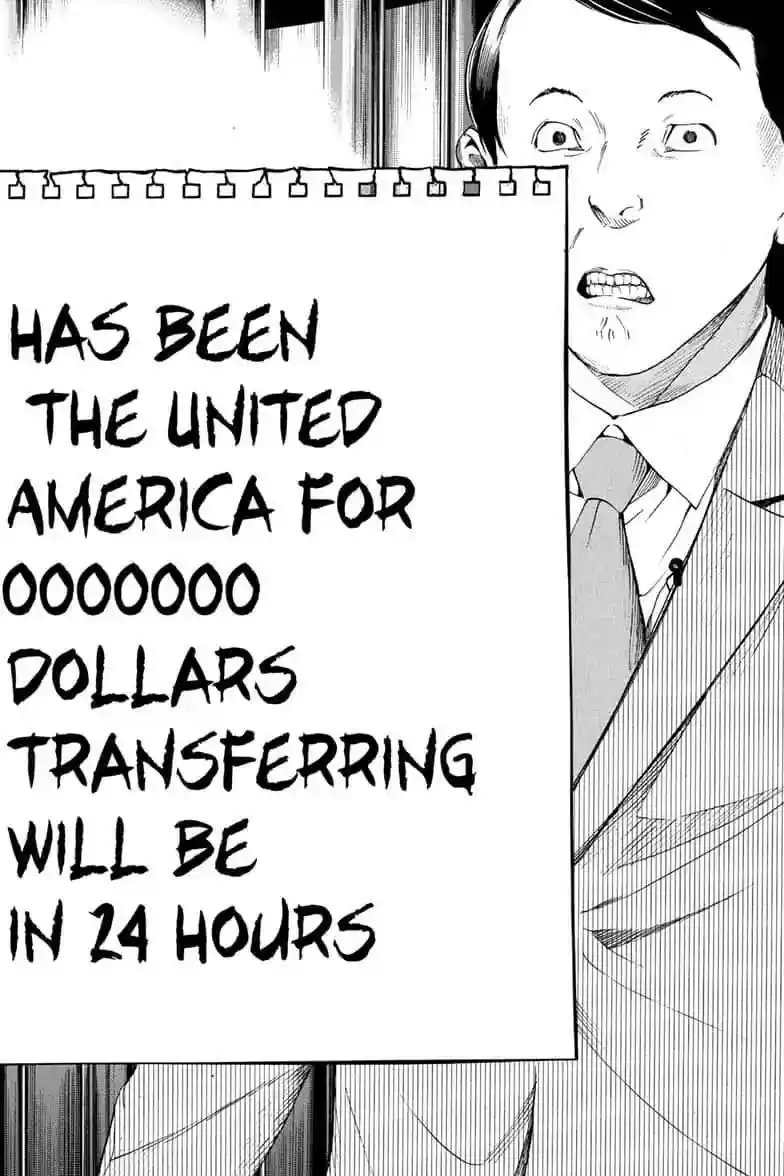 HAS BEEN
THE UNITED
AMERICA FOR
0000000
DOLLARS
TRANSFERRING
WILL BE
IN 24 HOURS